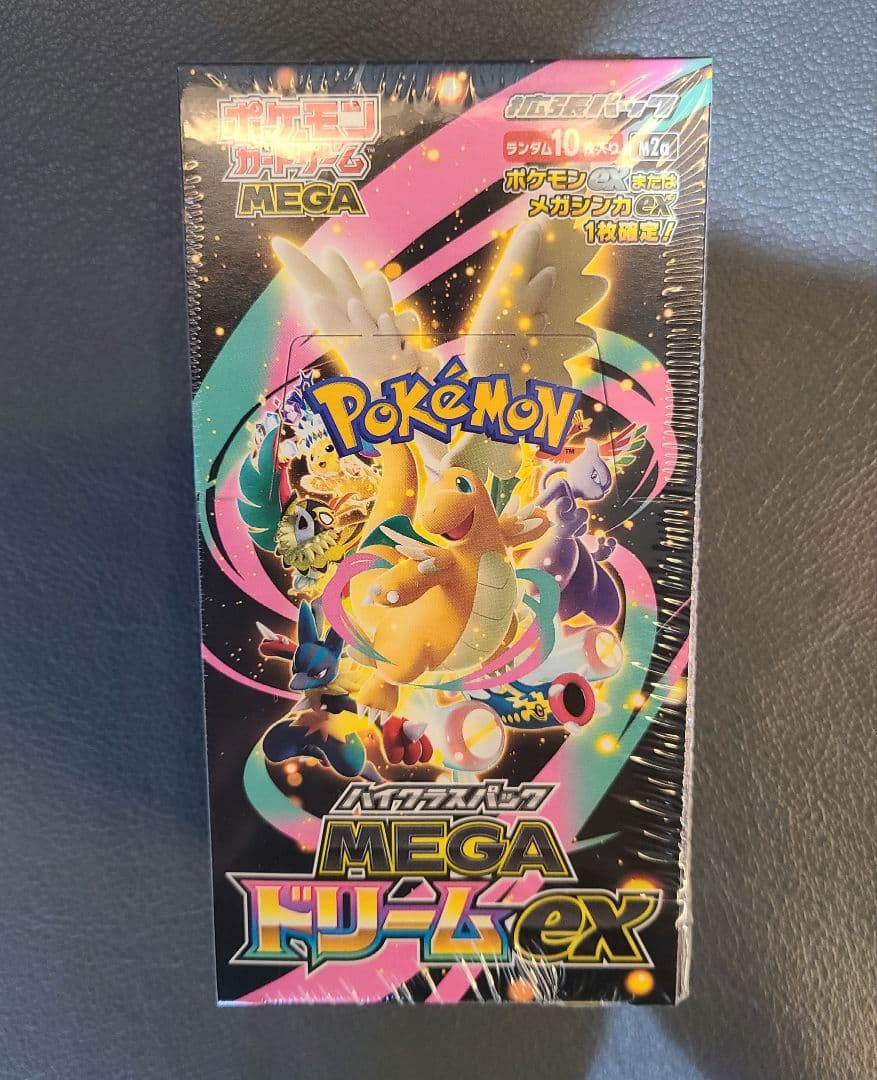 ポケモン
カードゲーム™
MEGA
拡張パック
ランダム10枚入り M2a
ポケモンexまたは
メガシンカex
1枚確定!
POKéMON™
ハイクラスパック
MEGA
ドリームex